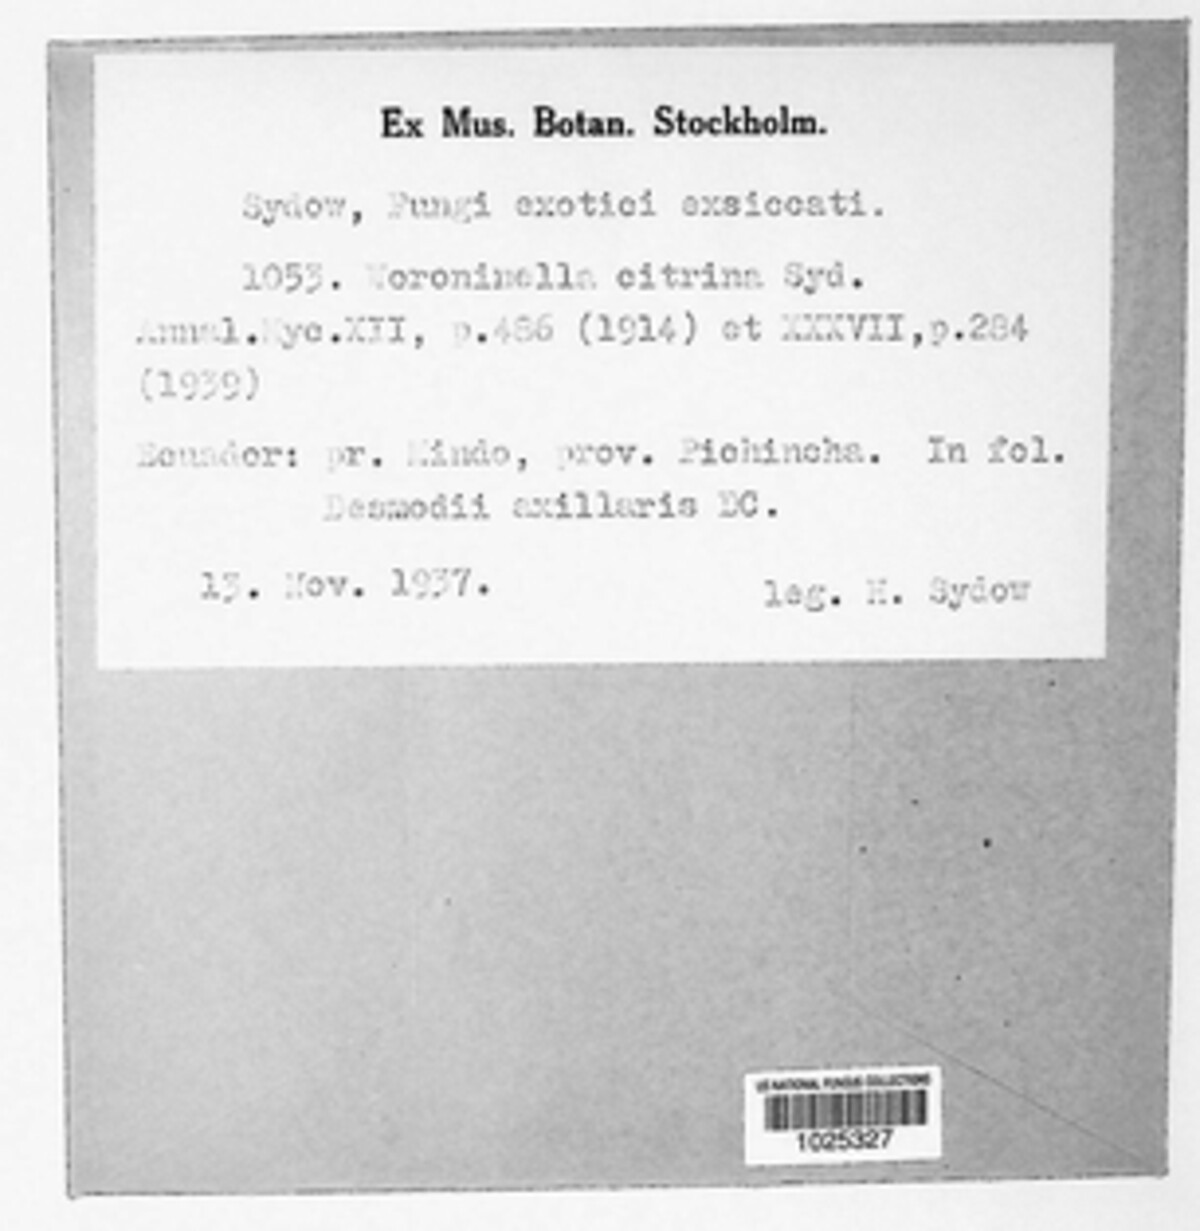 Ex Mus. Botan. Stockholm.
Sydow, Fungi exotici exsiccati.
1053. Woroninella citrina Syd.
Annal.Myc.XII, p.486 (1914) et XXXVII,p.284
(1939)
Ecuador: pr. Mindo, prov. Pichincha. In fol.
Desmodii axillaris DC.
13. Nov. 1937.
leg. H. Sydow
US NATIONAL FUNGUS COLLECTIONS
1025327